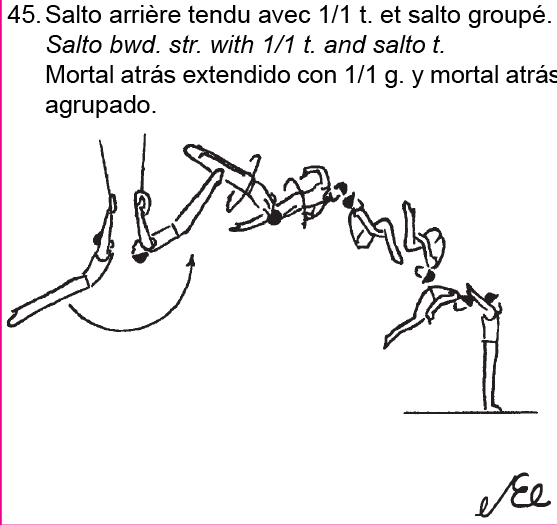 45. Salto arrière tendu avec 1/1 t. et salto groupé.
Salto bwd. str. with 1/1 t. and salto t.
Mortal atrás extendido con 1/1 g. y mortal atrás
agrupado.